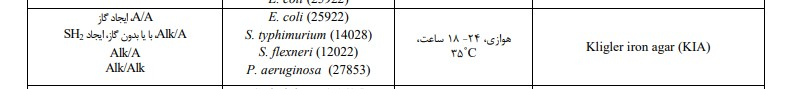 A/A، ایجاد گاز
Alk/A، با یا بدون گاز، ایجاد SH2
Alk/A
Alk/Alk
E. coli (25922)
S. typhimurium (14028)
S. flexneri (12022)
P. aeruginosa (27853)
هوازی، ۲۴- ۱۸ ساعت،
۳۵°C
Kligler iron agar (KIA)